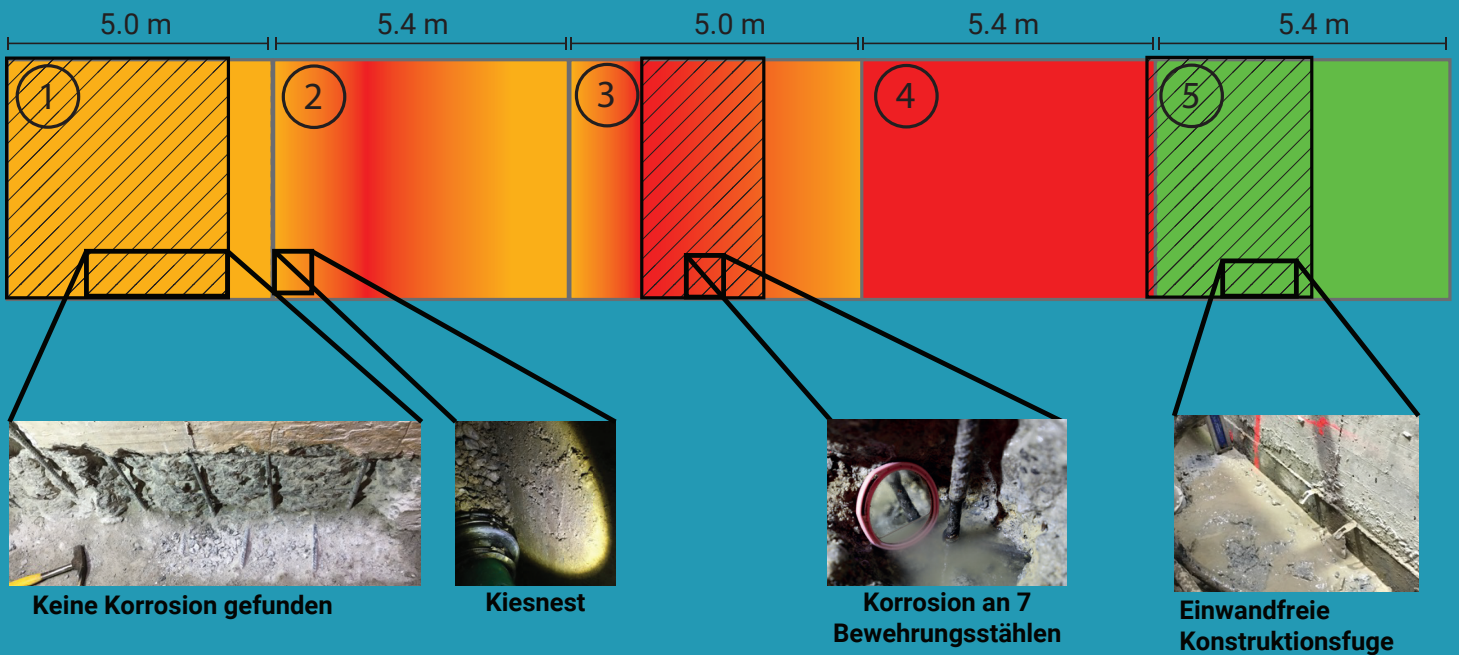 5.0 m
5.4 m
5.0 m
5.4 m
5.4 m
1
2
3
4
5
Keine Korrosion gefunden
Kiesnest
Korrosion an 7
Bewehrungsstählen
Einwandfreie
Konstruktionsfuge